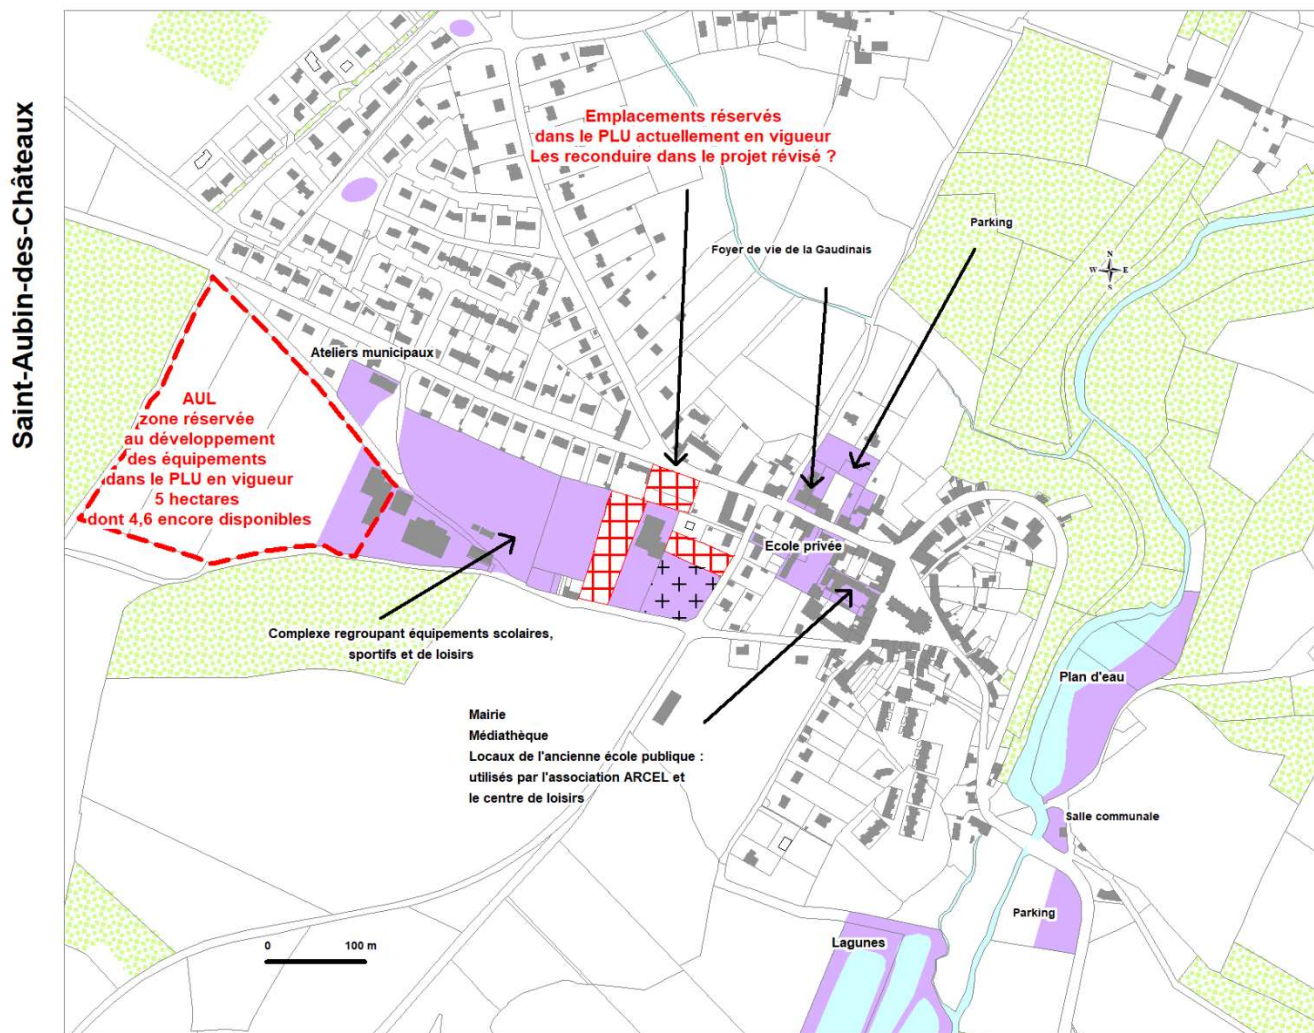 Saint-Aubin-des-Châteaux
Emplacements réservés
dans le PLU actuellement en vigueur
Les reconduire dans le projet révisé ?
Parking
Foyer de vie de la Gaudinais
N
W E
S
Ateliers municipaux
AUL
zone réservée
au développement
des équipements
dans le PLU en vigueur
5 hectares
dont 4,6 encore disponibles
Ecole privée
Complexe regroupant équipements scolaires,
sportifs et de loisirs
Plan d'eau
Mairie
Médiathèque
Locaux de l'ancienne école publique :
utilisés par l'association ARCEL et
le centre de loisirs
Salle communale
Parking
Lagunes
0 100 m